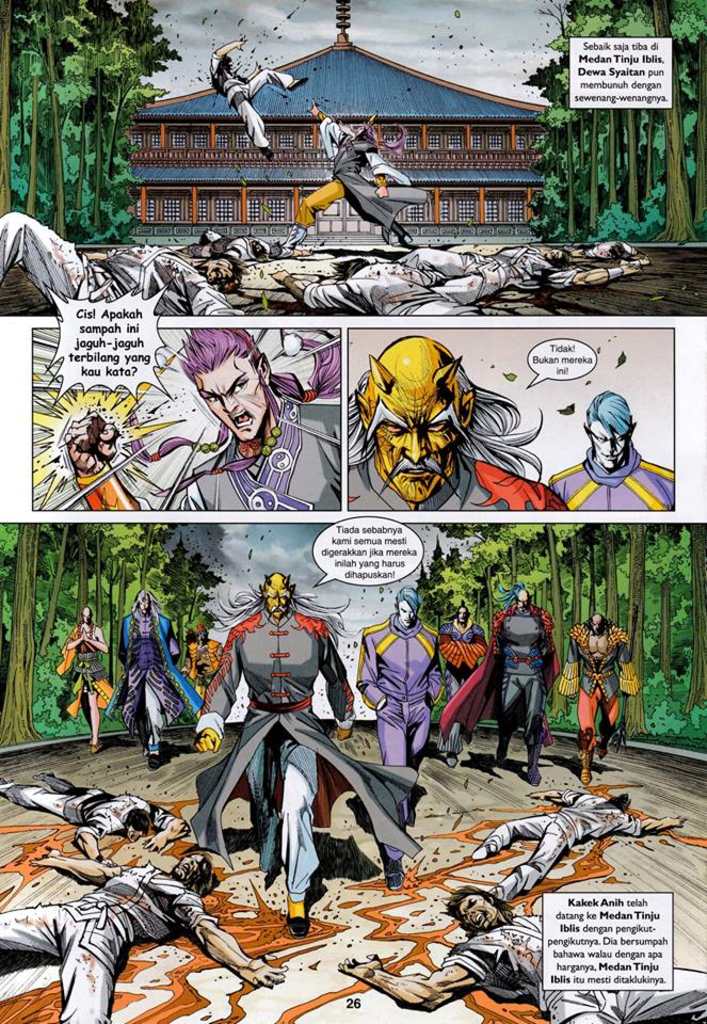 Sebaik saja tiba di
Medan Tinju Iblis,
Dewa Syaitan pun
membunuh dengan
sewenang-wenangnya.
Cis! Apakah
sampah ini
jaguh-jaguh
terbilang yang
kau kata?
Tidak!
Bukan mereka
ini!
Tiada sebabnya
kami semua mesti
digerakkan jika mereka
inilah yang harus
dihapuskan!
Kakek Anih telah
datang ke Medan Tinju
Iblis dengan pengikut-
pengikutnya. Dia bersumpah
bahawa walau dengan apa
harganya, Medan Tinju
Iblis itu mesti ditaklukinya.
26